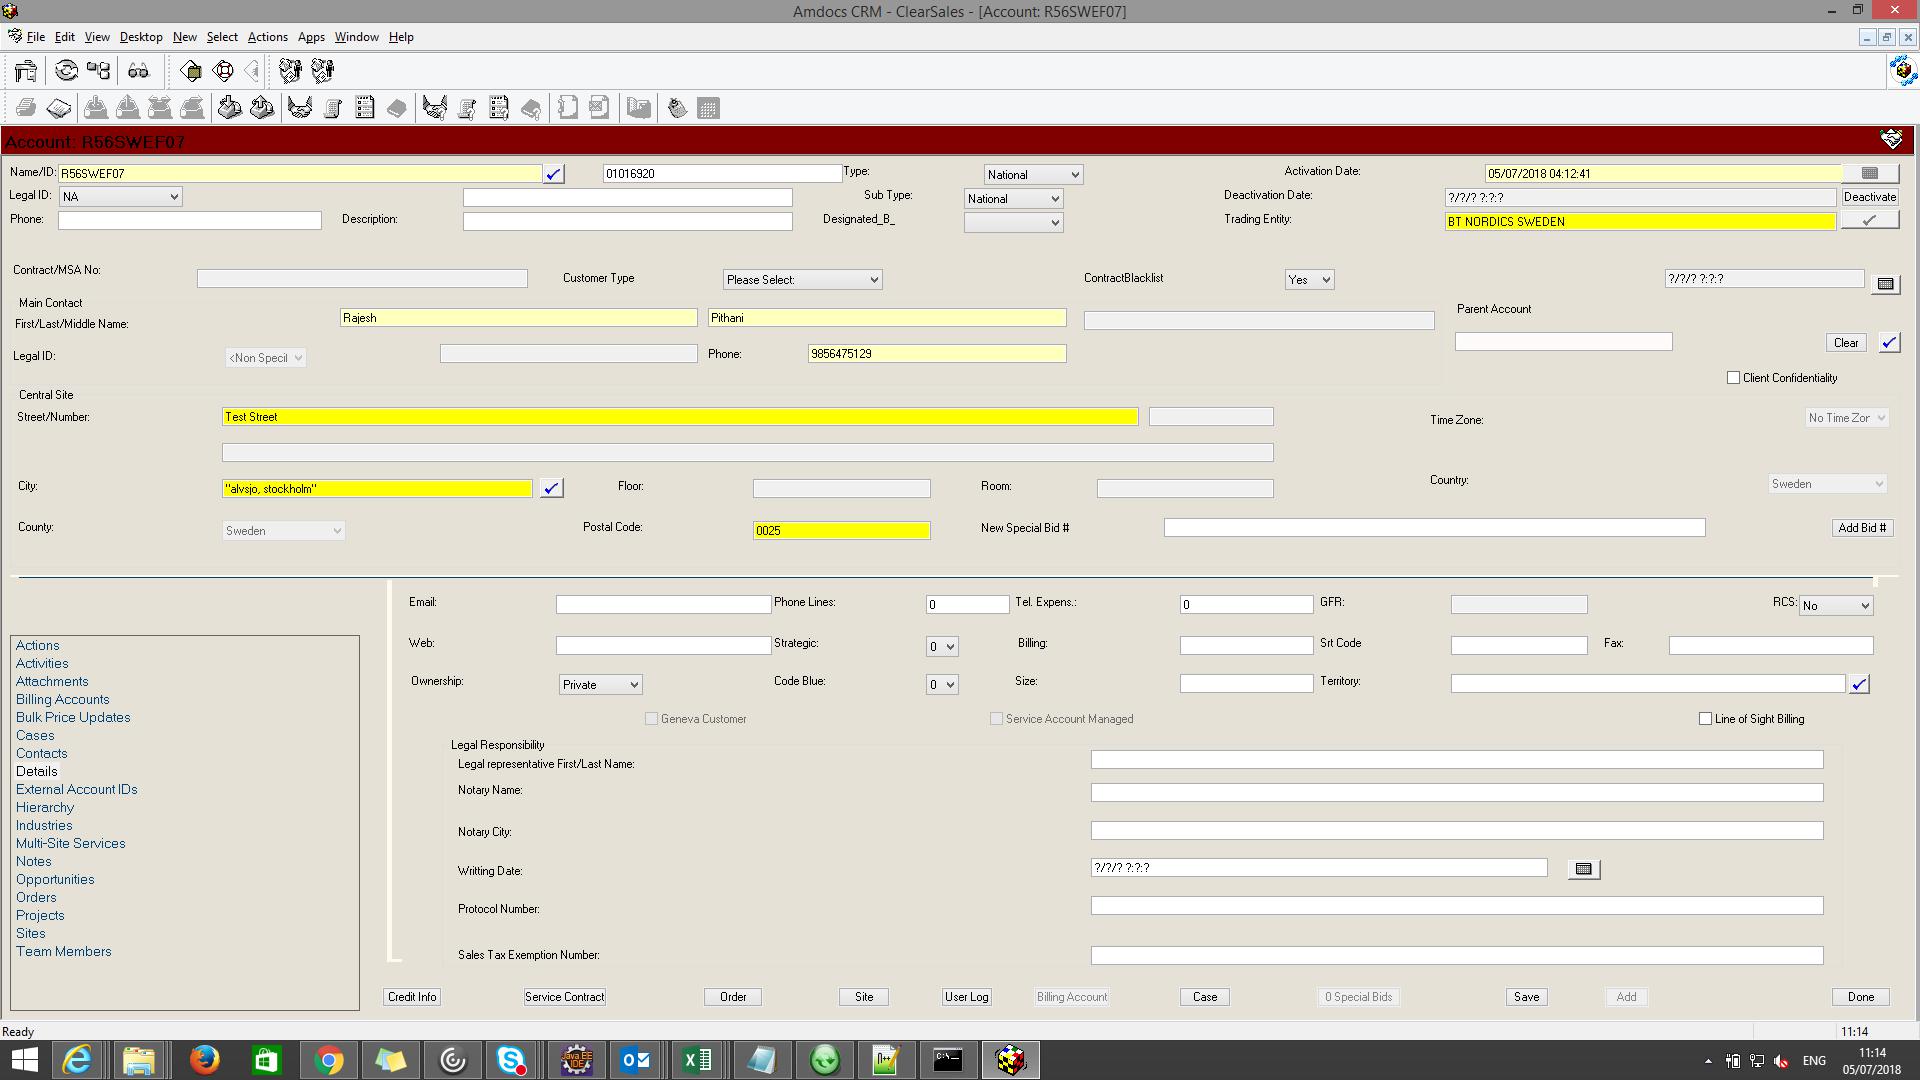 Amdocs CRM - ClearSales - [Account: R56SWEF07]
File Edit View Desktop New Select Actions Apps Window Help
Account: R56SWEF07
Name/ID: R56SWEF07 01016920 Type: National Activation Date: 05/07/2018 04:12:41
Legal ID: NA Sub Type: National Deactivation Date: ?/?/? ?:?:? Deactivate
Phone: Description: Designated_B_ Trading Entity: BT NORDICS SWEDEN
Contract/MSA No: Customer Type Please Select: ContractBlacklist Yes ?/?/? ?:?:?
Main Contact
First/Last/Middle Name: Rajesh Pithani Parent Account
Legal ID: <Non Specil Phone: 9856475129 Clear
Client Confidentiality
Central Site
Street/Number: Test Street Time Zone: No Time Zor
City: "alvsjo, stockholm" Floor: Room: Country: Sweden
County: Sweden Postal Code: 0025 New Special Bid # Add Bid #
Email: Phone Lines: 0 Tel. Expens.: 0 GFR: RCS: No
Web: Strategic: 0 Billing: Srt Code Fax:
Ownership: Private Code Blue: 0 Size: Territory:
Geneva Customer Service Account Managed Line of Sight Billing
Actions
Activities
Attachments
Billing Accounts
Bulk Price Updates
Cases
Contacts
Details
External Account IDs
Hierarchy
Industries
Multi-Site Services
Notes
Opportunities
Orders
Projects
Sites
Team Members
Legal Responsibility
Legal representative First/Last Name:
Notary Name:
Notary City:
Writting Date: ?/?/? ?:?:?
Protocol Number:
Sales Tax Exemption Number:
Credit Info Service Contract Order Site User Log Billing Account Case 0 Special Bids Save Add Done
Ready 11:14
ENG 11:14
05/07/2018